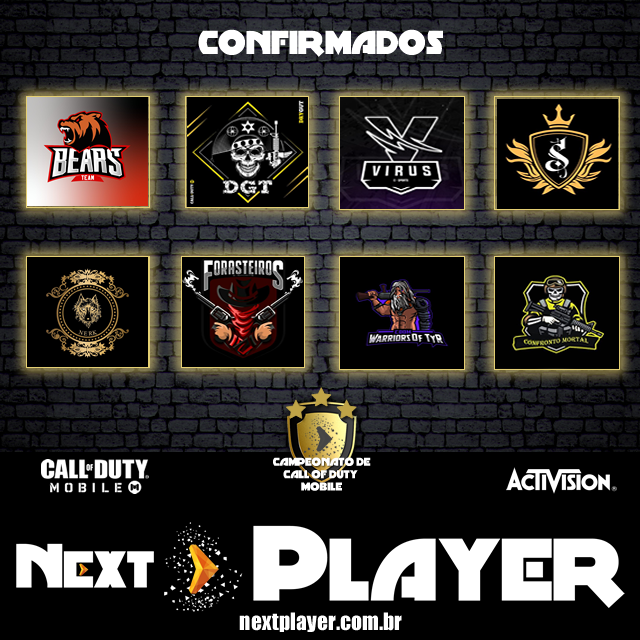 CONFIRMADOS
BEARS
TEAM
DGT
VIRUS
NERK
FORASTEIROS
WARRIORS OF TYR
CONFRONTO MORTAL
CAMPEONATO DE
CALL OF DUTY
MOBILE
CALL OF DUTY
MOBILE
ACTIVISION
NEXT PLAYER
nextplayer.com.br